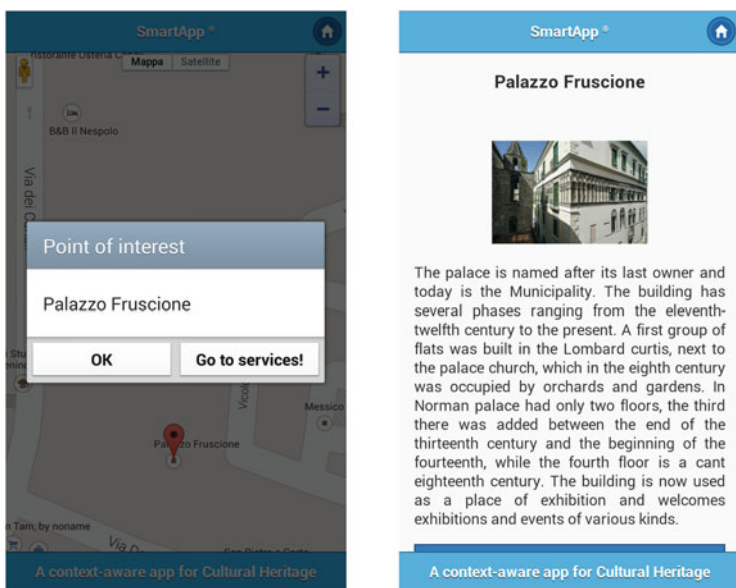 SmartApp ®
Mappa Satellite
B&B Il Nespolo
Via dei
Point of interest
Palazzo Fruscione
OK Go to services!
Messico
Palazzo Fruscione
Tam, by noname
A context-aware app for Cultural Heritage
SmartApp ®
Palazzo Fruscione
The palace is named after its last owner and
today is the Municipality. The building has
several phases ranging from the eleventh-
twelfth century to the present. A first group of
flats was built in the Lombard curtis, next to
the palace church, which in the eighth century
was occupied by orchards and gardens. In
Norman palace had only two floors, the third
there was added between the end of the
thirteenth century and the beginning of the
fourteenth, while the fourth floor is a cant
eighteenth century. The building is now used
as a place of exhibition and welcomes
exhibitions and events of various kinds.
A context-aware app for Cultural Heritage